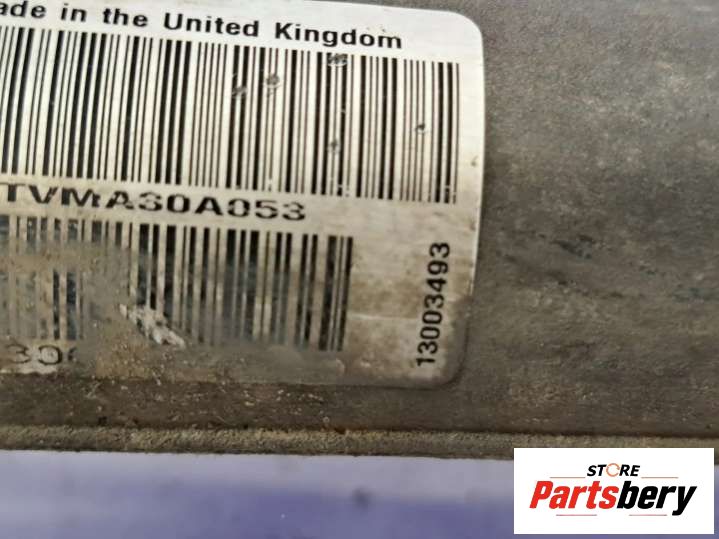 ade in the United Kingdom
TVMA30A053
13003493
STORE
Partsbery